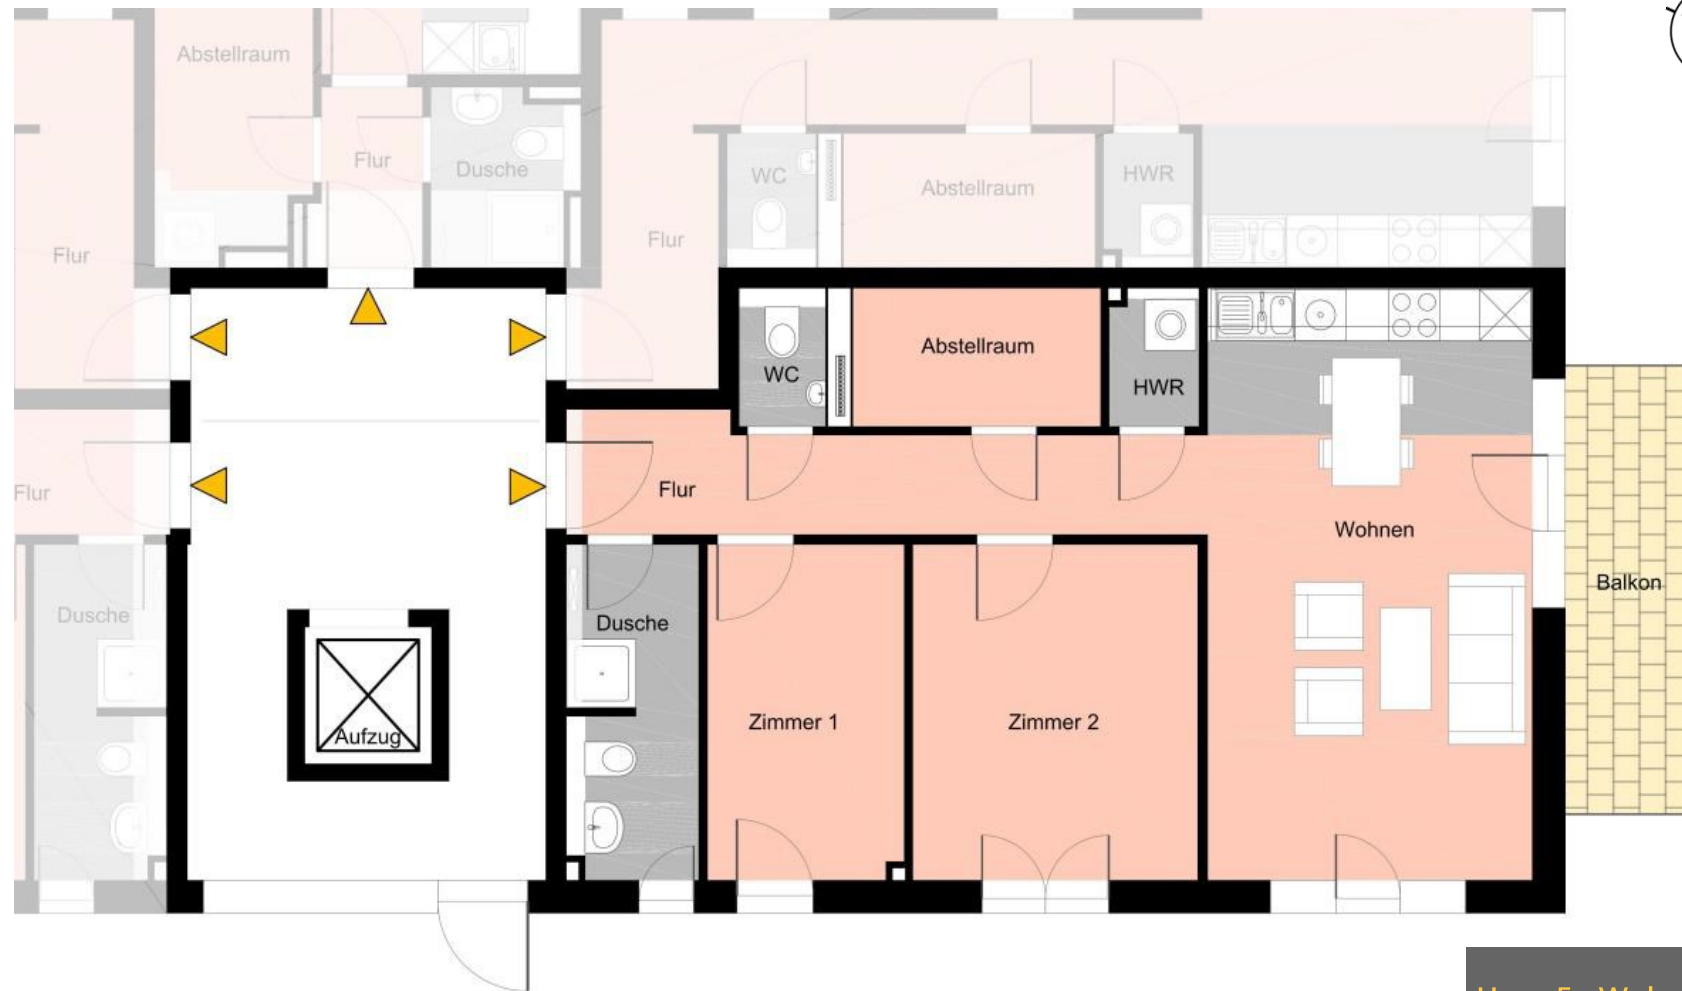 Abstellraum
Flur
Dusche
WC
Abstellraum
HWR
Flur
Flur
WC
Abstellraum
HWR
Flur
Flur
Wohnen
Balkon
Dusche
Dusche
Zimmer 1
Zimmer 2
Aufzug